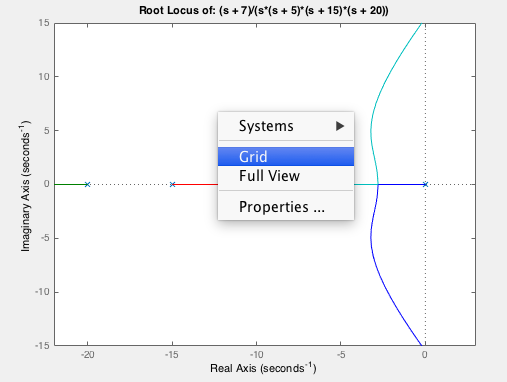 Root Locus of: (s + 7)/(s*(s + 5)*(s + 15)*(s + 20))
15
10
5
0
-5
-10
-15
Imaginary Axis (seconds⁻¹)
Systems
Grid
Full View
Properties ...
-20
-15
-10
-5
0
Real Axis (seconds⁻¹)